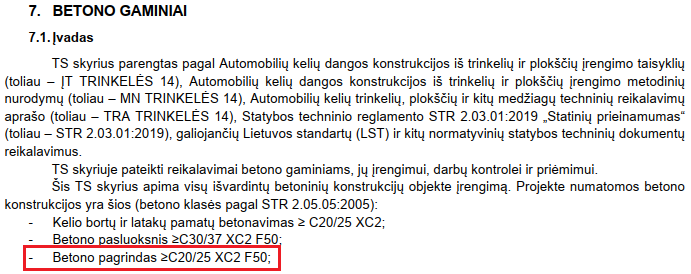 7. BETONO GAMINIAI
7.1. Įvadas
TS skyrius parengtas pagal Automobilių kelių dangos konstrukcijos iš trinkelių ir plokščių įrengimo taisyklių
(toliau – ĮT TRINKELĖS 14), Automobilių kelių dangos konstrukcijos iš trinkelių ir plokščių įrengimo metodinių
nurodymų (toliau – MN TRINKELĖS 14), Automobilių kelių trinkelių, plokščių ir kitų medžiagų techninių reikalavimų
aprašo (toliau – TRA TRINKELĖS 14), Statybos techninio reglamento STR 2.03.01:2019 „Statinių prieinamumas“
(toliau – STR 2.03.01:2019), galiojančių Lietuvos standartų (LST) ir kitų normatyvinių statybos techninių dokumentų
reikalavimus.
TS skyriuje pateikti reikalavimai betono gaminiams, jų įrengimui, darbų kontrolei ir priėmimui.
Šis TS skyrius apima visų išvardintų betoninių konstrukcijų objekte įrengimą. Projekte numatomos betono
konstrukcijos yra šios (betono klasės pagal STR 2.05.05:2005):
- Kelio bortų ir latakų pamatų betonavimas ≥ C20/25 XC2;
- Betono pasluoksnis ≥C30/37 XC2 F50;
- Betono pagrindas ≥C20/25 XC2 F50;